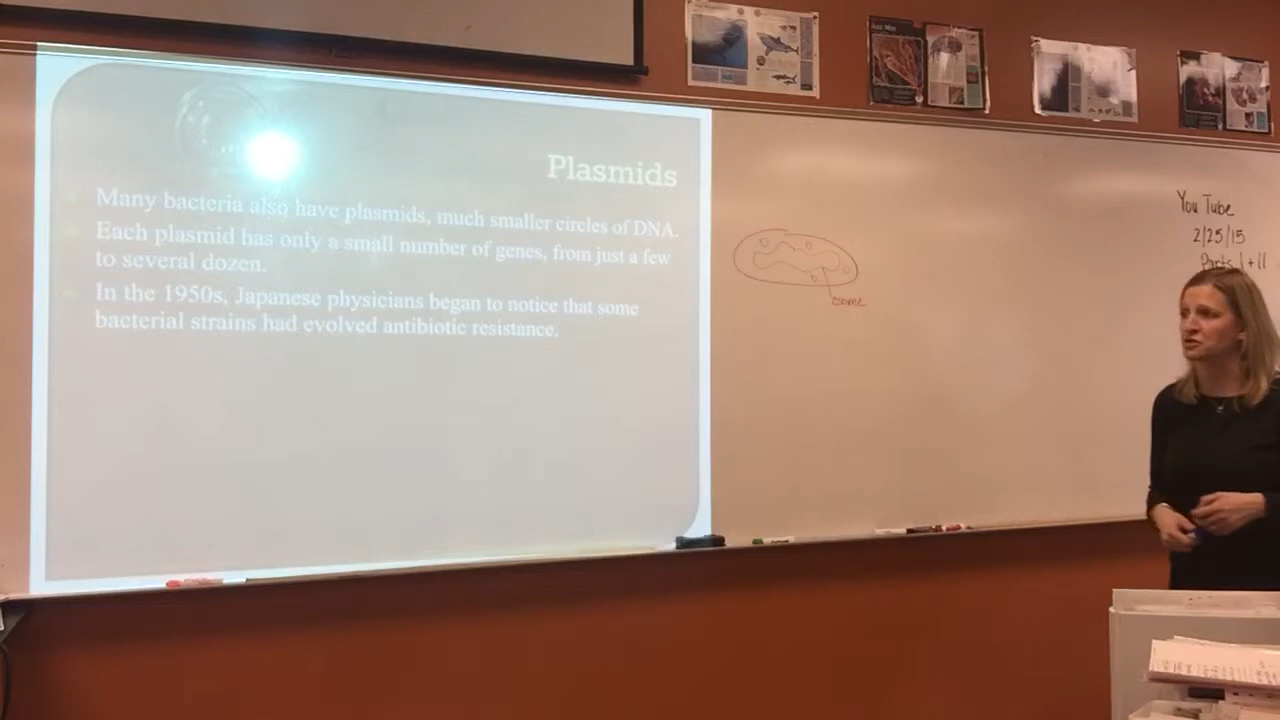 Plasmids
Many bacteria also have plasmids, much smaller circles of DNA.
Each plasmid has only a small number of genes, from just a few
to several dozen.
In the 1950s, Japanese physicians began to notice that some
bacterial strains had evolved antibiotic resistance.
You Tube
2/25/15
Parts I + II